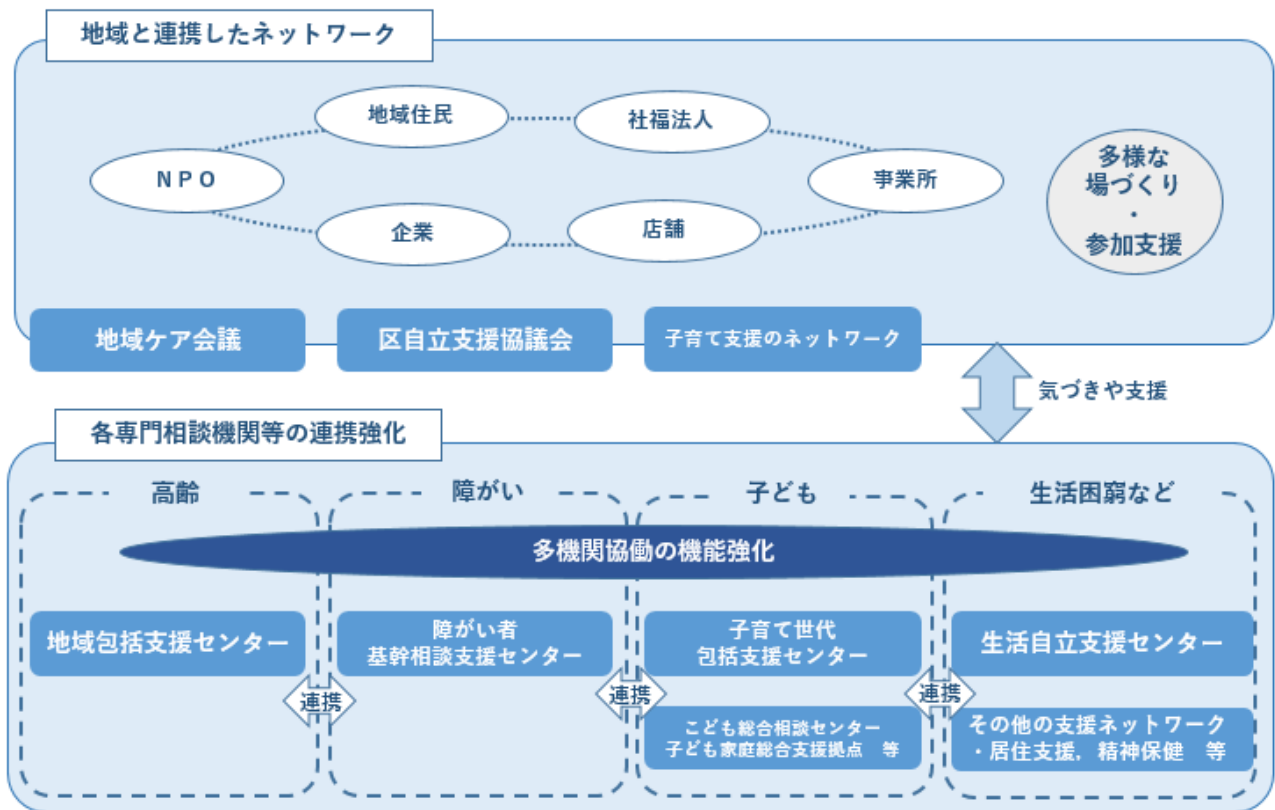 地域と連携したネットワーク
地域住民
社福法人
NPO
事業所
企業
店舗
多様な
場づくり
・
参加支援
地域ケア会議
区自立支援協議会
子育て支援のネットワーク
気づきや支援
各専門相談機関等の連携強化
高齢
障がい
子ども
生活困窮など
多機関協働の機能強化
地域包括支援センター
障がい者
基幹相談支援センター
子育て世代
包括支援センター
生活自立支援センター
連携
連携
連携
こども総合相談センター
子ども家庭総合支援拠点　等
その他の支援ネットワーク
・居住支援，精神保健　等